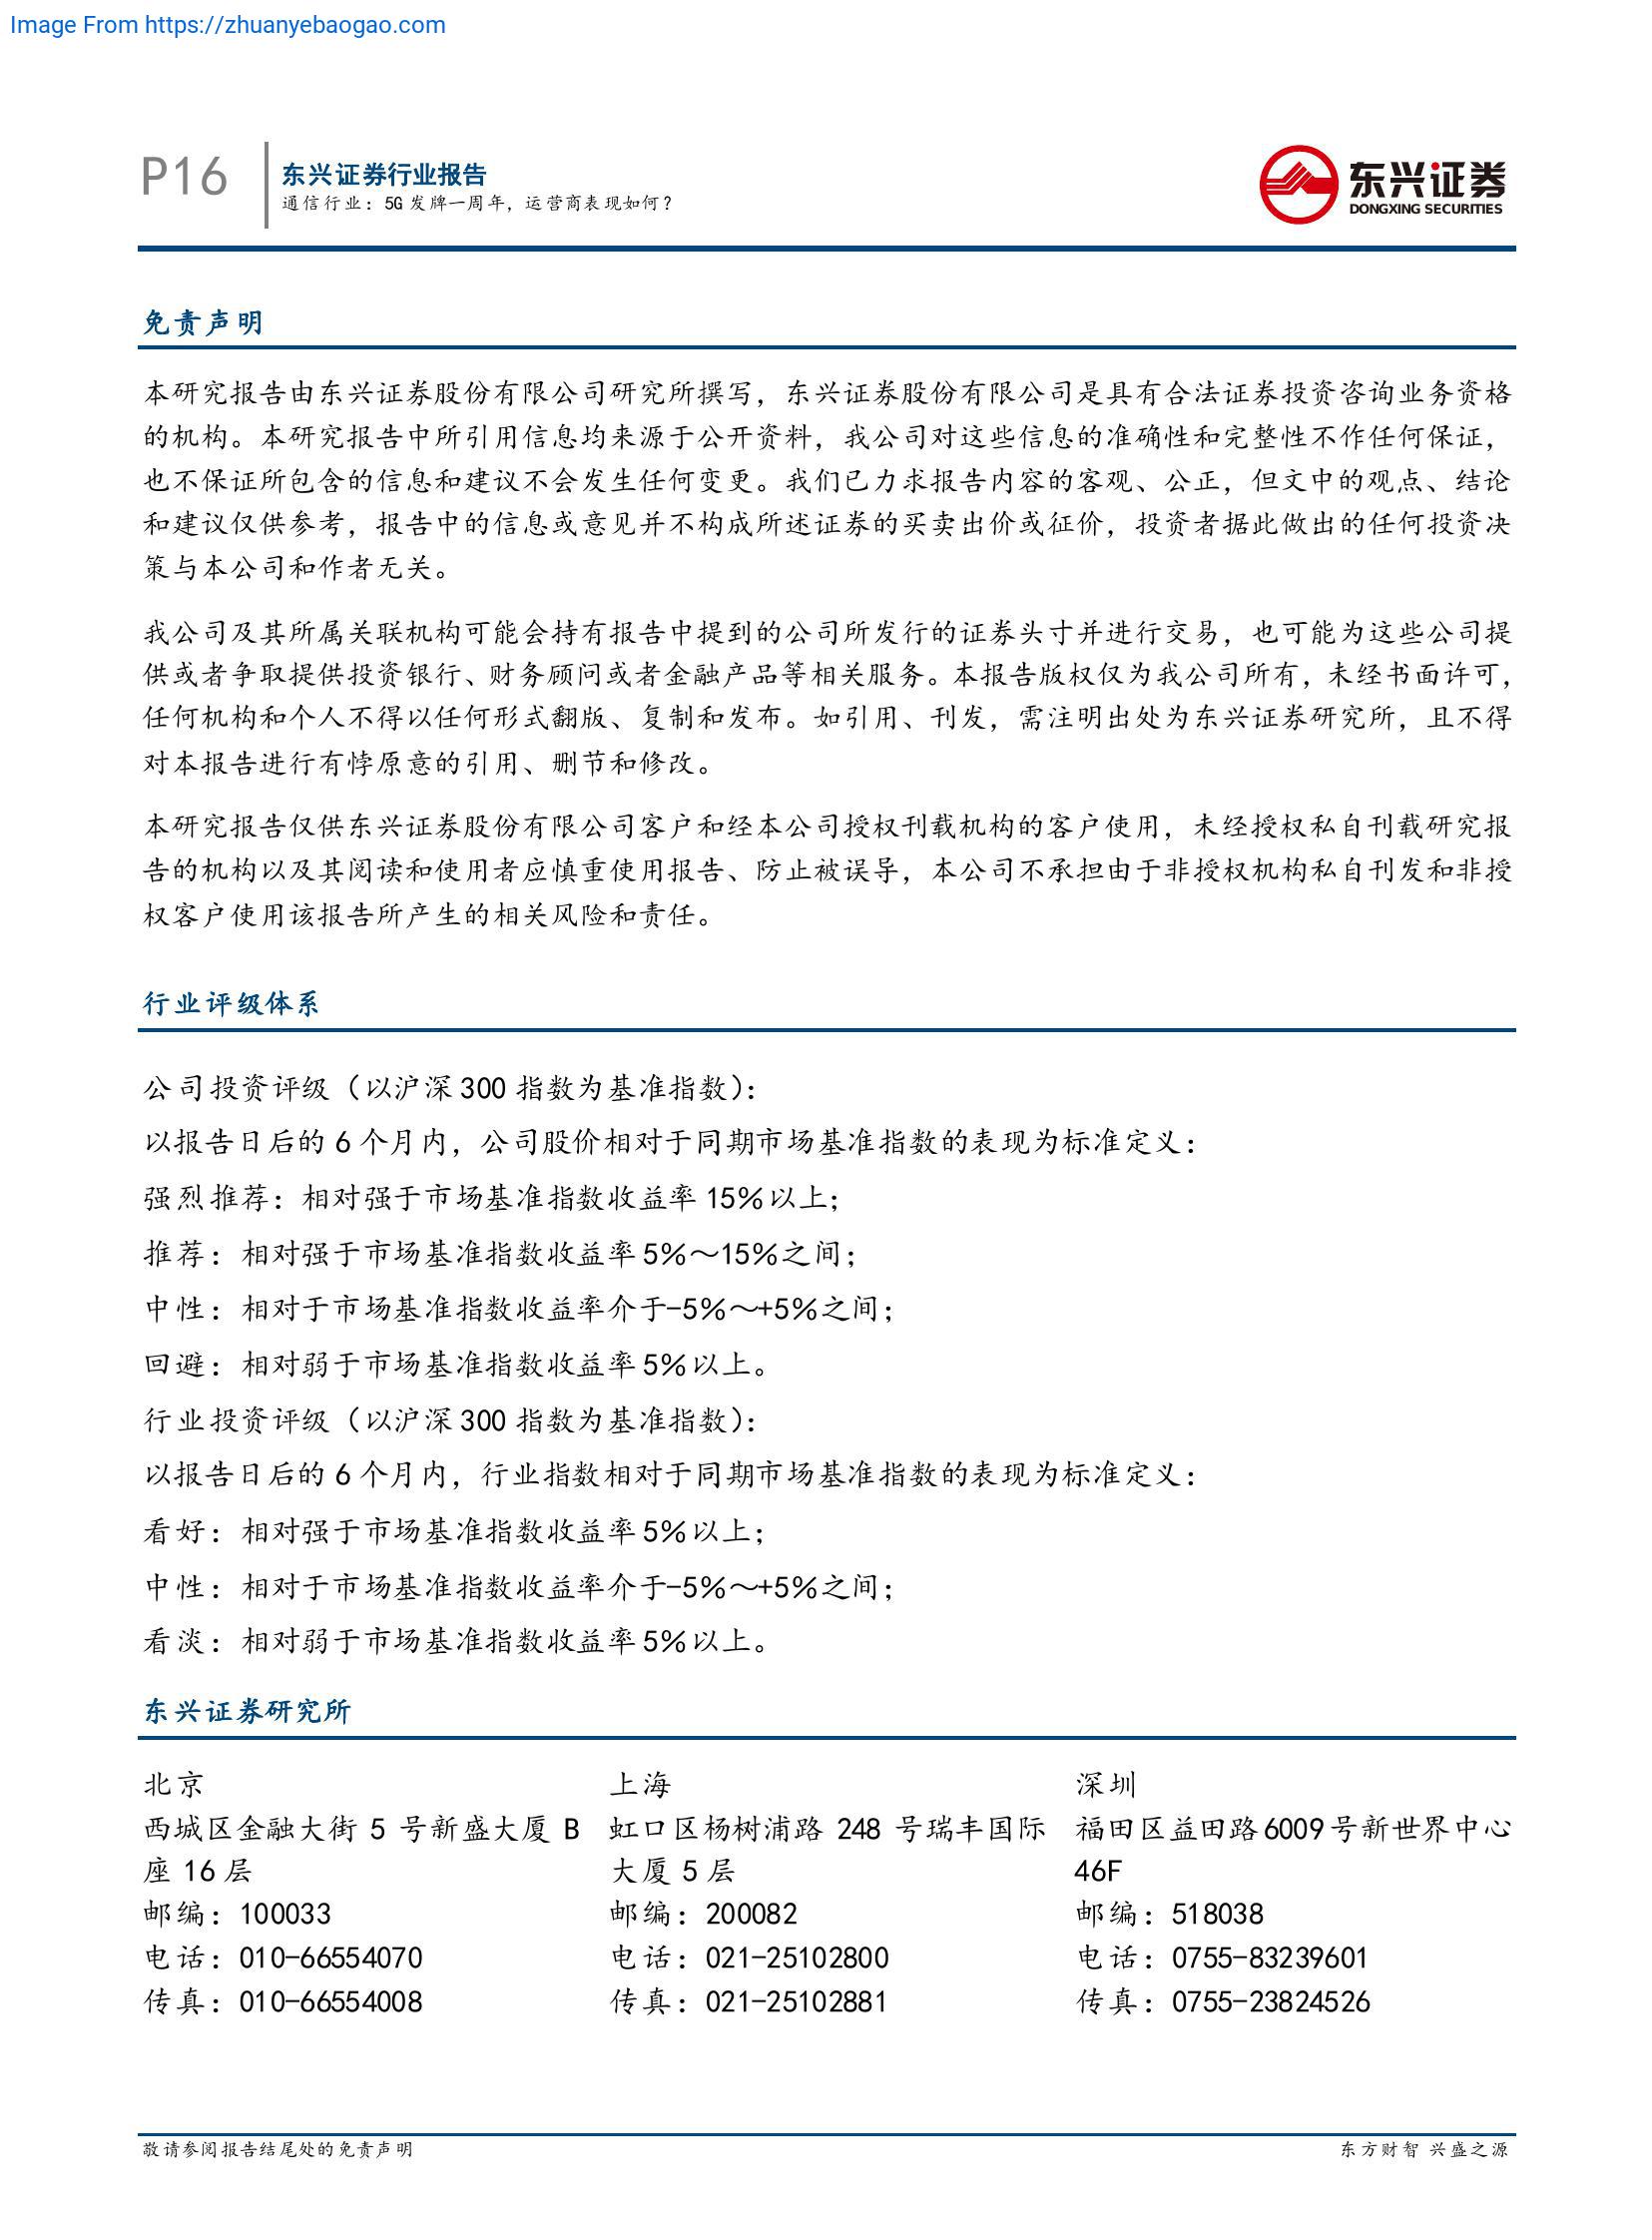 Image From https://zhuanyebaogao.com
P16
东兴证券行业报告
通信行业：5G 发牌一周年，运营商表现如何？
东兴证券
DONGXING SECURITIES
免责声明
本研究报告由东兴证券股份有限公司研究所撰写，东兴证券股份有限公司是具有合法证券投资咨询业务资格
的机构。本研究报告中所引用信息均来源于公开资料，我公司对这些信息的准确性和完整性不作任何保证，
也不保证所包含的信息和建议不会发生任何变更。我们已力求报告内容的客观、公正，但文中的观点、结论
和建议仅供参考，报告中的信息或意见并不构成所述证券的买卖出价或征价，投资者据此做出的任何投资决
策与本公司和作者无关。
我公司及其所属关联机构可能会持有报告中提到的公司所发行的证券头寸并进行交易，也可能为这些公司提
供或者争取提供投资银行、财务顾问或者金融产品等相关服务。本报告版权仅为我公司所有，未经书面许可，
任何机构和个人不得以任何形式翻版、复制和发布。如引用、刊发，需注明出处为东兴证券研究所，且不得
对本报告进行有悖原意的引用、删节和修改。
本研究报告仅供东兴证券股份有限公司客户和经本公司授权刊载机构的客户使用，未经授权私自刊载研究报
告的机构以及其阅读和使用者应慎重使用报告、防止被误导，本公司不承担由于非授权机构私自刊发和非授
权客户使用该报告所产生的相关风险和责任。
行业评级体系
公司投资评级（以沪深 300 指数为基准指数）：
以报告日后的 6 个月内，公司股价相对于同期市场基准指数的表现为标准定义：
强烈推荐：相对强于市场基准指数收益率 15％以上；
推荐：相对强于市场基准指数收益率 5％～15％之间；
中性：相对于市场基准指数收益率介于-5％～+5％之间；
回避：相对弱于市场基准指数收益率 5％以上。
行业投资评级（以沪深 300 指数为基准指数）：
以报告日后的 6 个月内，行业指数相对于同期市场基准指数的表现为标准定义：
看好：相对强于市场基准指数收益率 5％以上；
中性：相对于市场基准指数收益率介于-5％～+5％之间；
看淡：相对弱于市场基准指数收益率 5％以上。
东兴证券研究所
北京
西城区金融大街 5 号新盛大厦 B
座 16 层
邮编：100033
电话：010-66554070
传真：010-66554008
上海
虹口区杨树浦路 248 号瑞丰国际
大厦 5 层
邮编：200082
电话：021-25102800
传真：021-25102881
深圳
福田区益田路6009号新世界中心
46F
邮编：518038
电话：0755-83239601
传真：0755-23824526
敬请参阅报告结尾处的免责声明
东方财智 兴盛之源